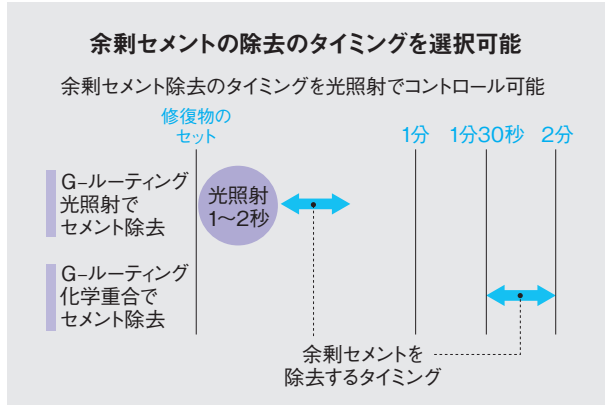 余剰セメントの除去のタイミングを選択可能
余剰セメント除去のタイミングを光照射でコントロール可能
修復物の
セット
1分
1分30秒
2分
G-ルーティング
光照射で
セメント除去
光照射
1〜2秒
G-ルーティング
化学重合で
セメント除去
余剰セメントを
除去するタイミング